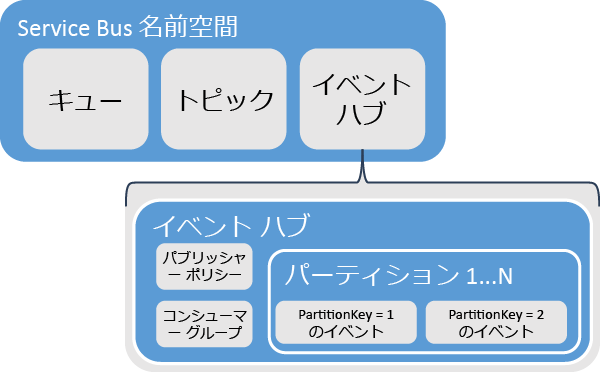 Service Bus 名前空間
キュー
トピック
イベント
ハブ
イベント ハブ
パブリッシャ
ー ポリシー
コンシューマ
ー グループ
パーティション 1...N
PartitionKey = 1
のイベント
PartitionKey = 2
のイベント